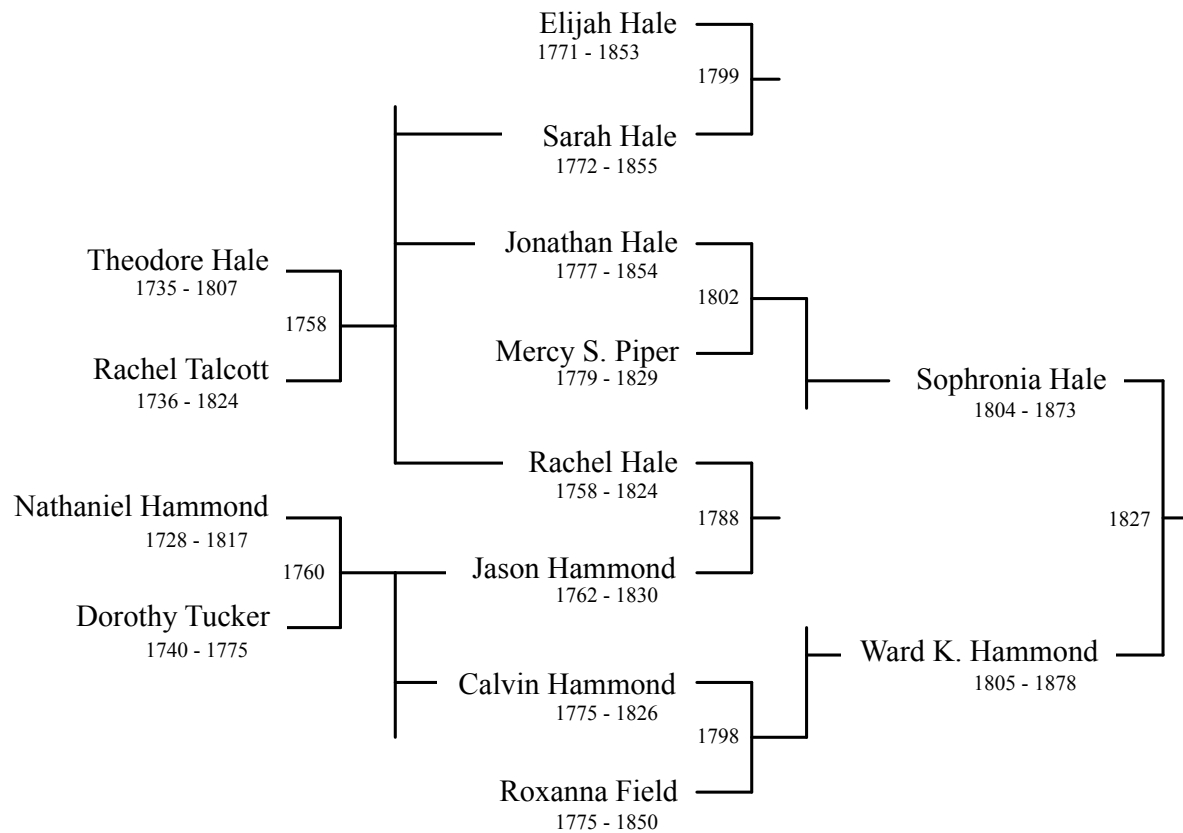 Elijah Hale
1771 - 1853
1799
Sarah Hale
1772 - 1855
Jonathan Hale
1777 - 1854
1802
Mercy S. Piper
1779 - 1829
Theodore Hale
1735 - 1807
1758
Rachel Talcott
1736 - 1824
Sophronia Hale
1804 - 1873
Rachel Hale
1758 - 1824
1788
Jason Hammond
1762 - 1830
Nathaniel Hammond
1728 - 1817
1760
Dorothy Tucker
1740 - 1775
1827
Ward K. Hammond
1805 - 1878
Calvin Hammond
1775 - 1826
1798
Roxanna Field
1775 - 1850